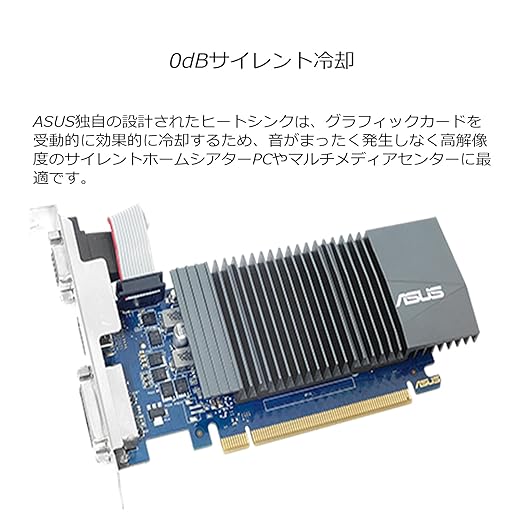 0dBサイレント冷却
ASUS独自の設計されたヒートシンクは、グラフィックカードを
受動的に効果的に冷却するため、音がまったく発生しなく高解像
度のサイレントホームシアターPCやマルチメディアセンターに最
適です。
ASUS
ASUS